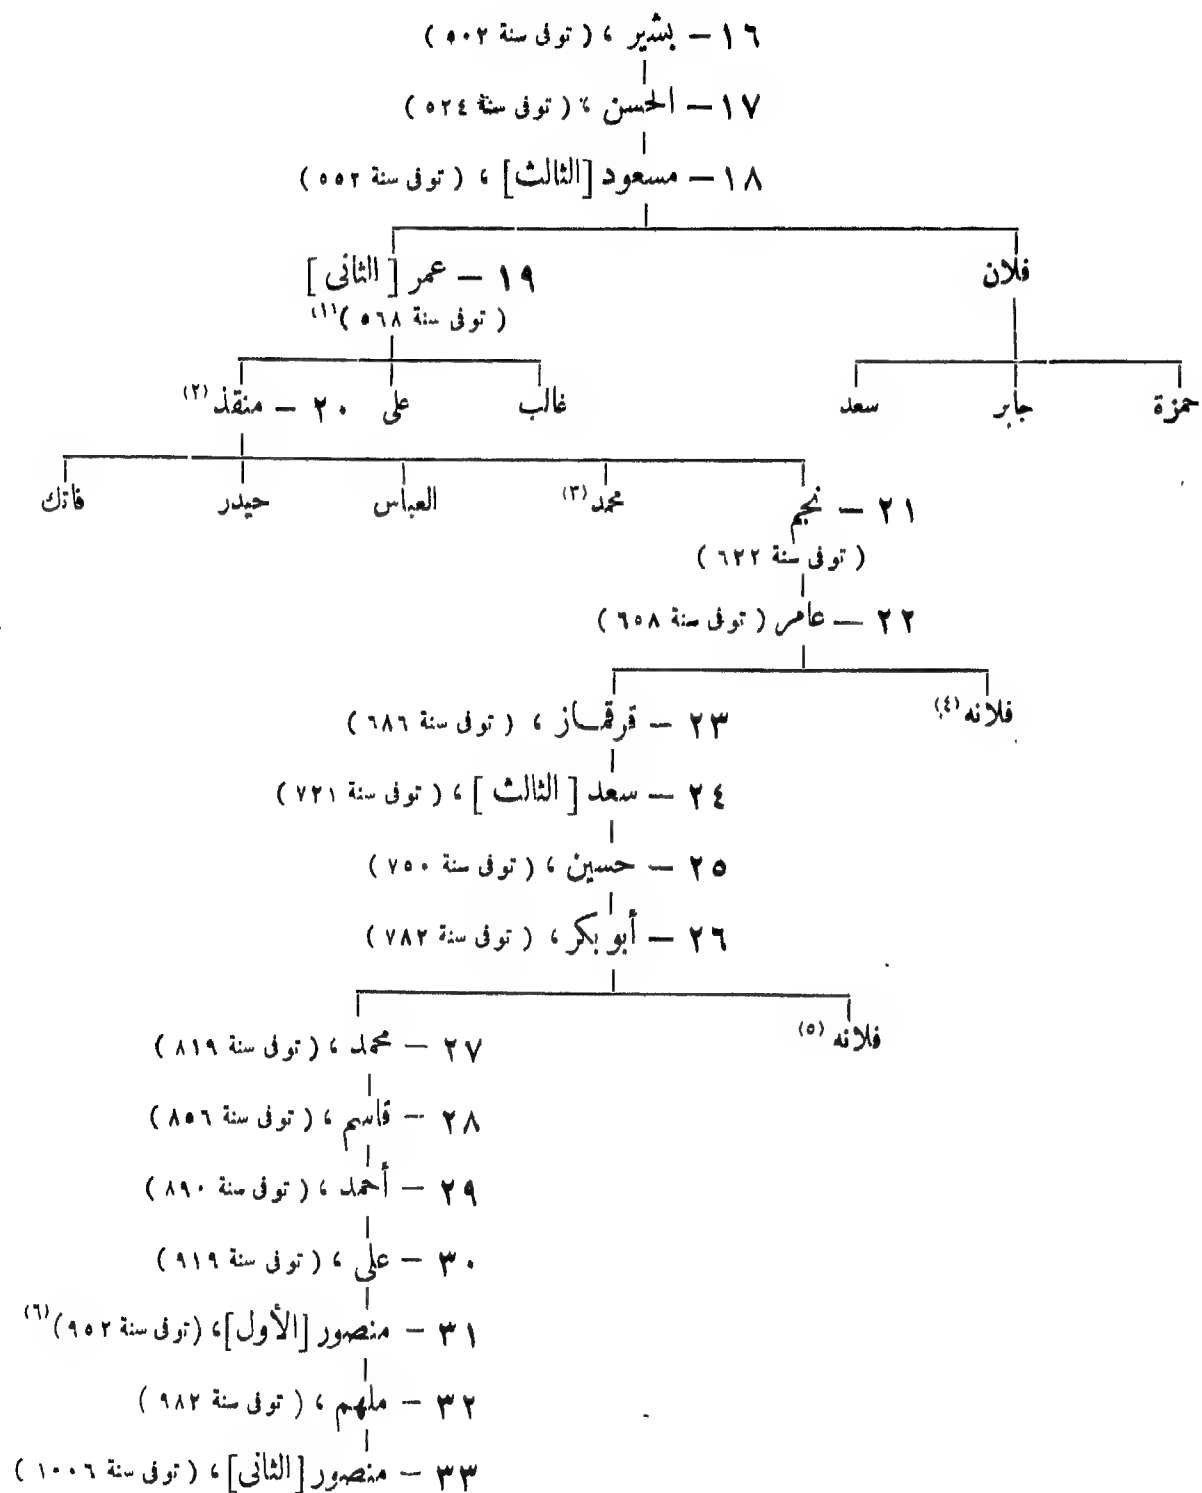 ١٦ — بشير ، ( توفى سنة ٥٠٢ )
١٧ — الحسن ، ( توفى سنة ٥٢٤ )
١٨ — مسعود [الثالث] ، ( توفى سنة ٥٥٢ )
فلان
١٩ — عمر [ الثانى ]
( توفى سنة ٥٦٨ )(١)
حمزة جابر سعد غالب على ٢٠ — منقذ(٢)
٢١ — نجيم محمد(٣) العباس حيدر فاتك
( توفى سنة ٦٢٢ )
٢٢ — عامر ( توفى سنة ٦٥٨ )
فلانه(٤) ٢٣ — قرقماز ، ( توفى سنة ٦٨٦ )
٢٤ — سعد [ الثالث ] ، ( توفى سنة ٧٢١ )
٢٥ — حسين ، ( توفى سنة ٧٥٠ )
٢٦ — أبو بكر ، ( توفى سنة ٧٨٢ )
فلانه(٥) ٢٧ — محمد ، ( توفى سنة ٨١٩ )
٢٨ — قاسم ، ( توفى سنة ٨٥٦ )
٢٩ — أحمد ، ( توفى سنة ٨٩٠ )
٣٠ — على ، ( توفى سنة ٩١٩ )
٣١ — منصور [الأول]، (توفى سنة ٩٥٢)(٦)
٣٢ — ملهم ، ( توفى سنة ٩٨٢ )
٣٣ — منصور [الثانى] ، ( توفى سنة ١٠٠٦ )